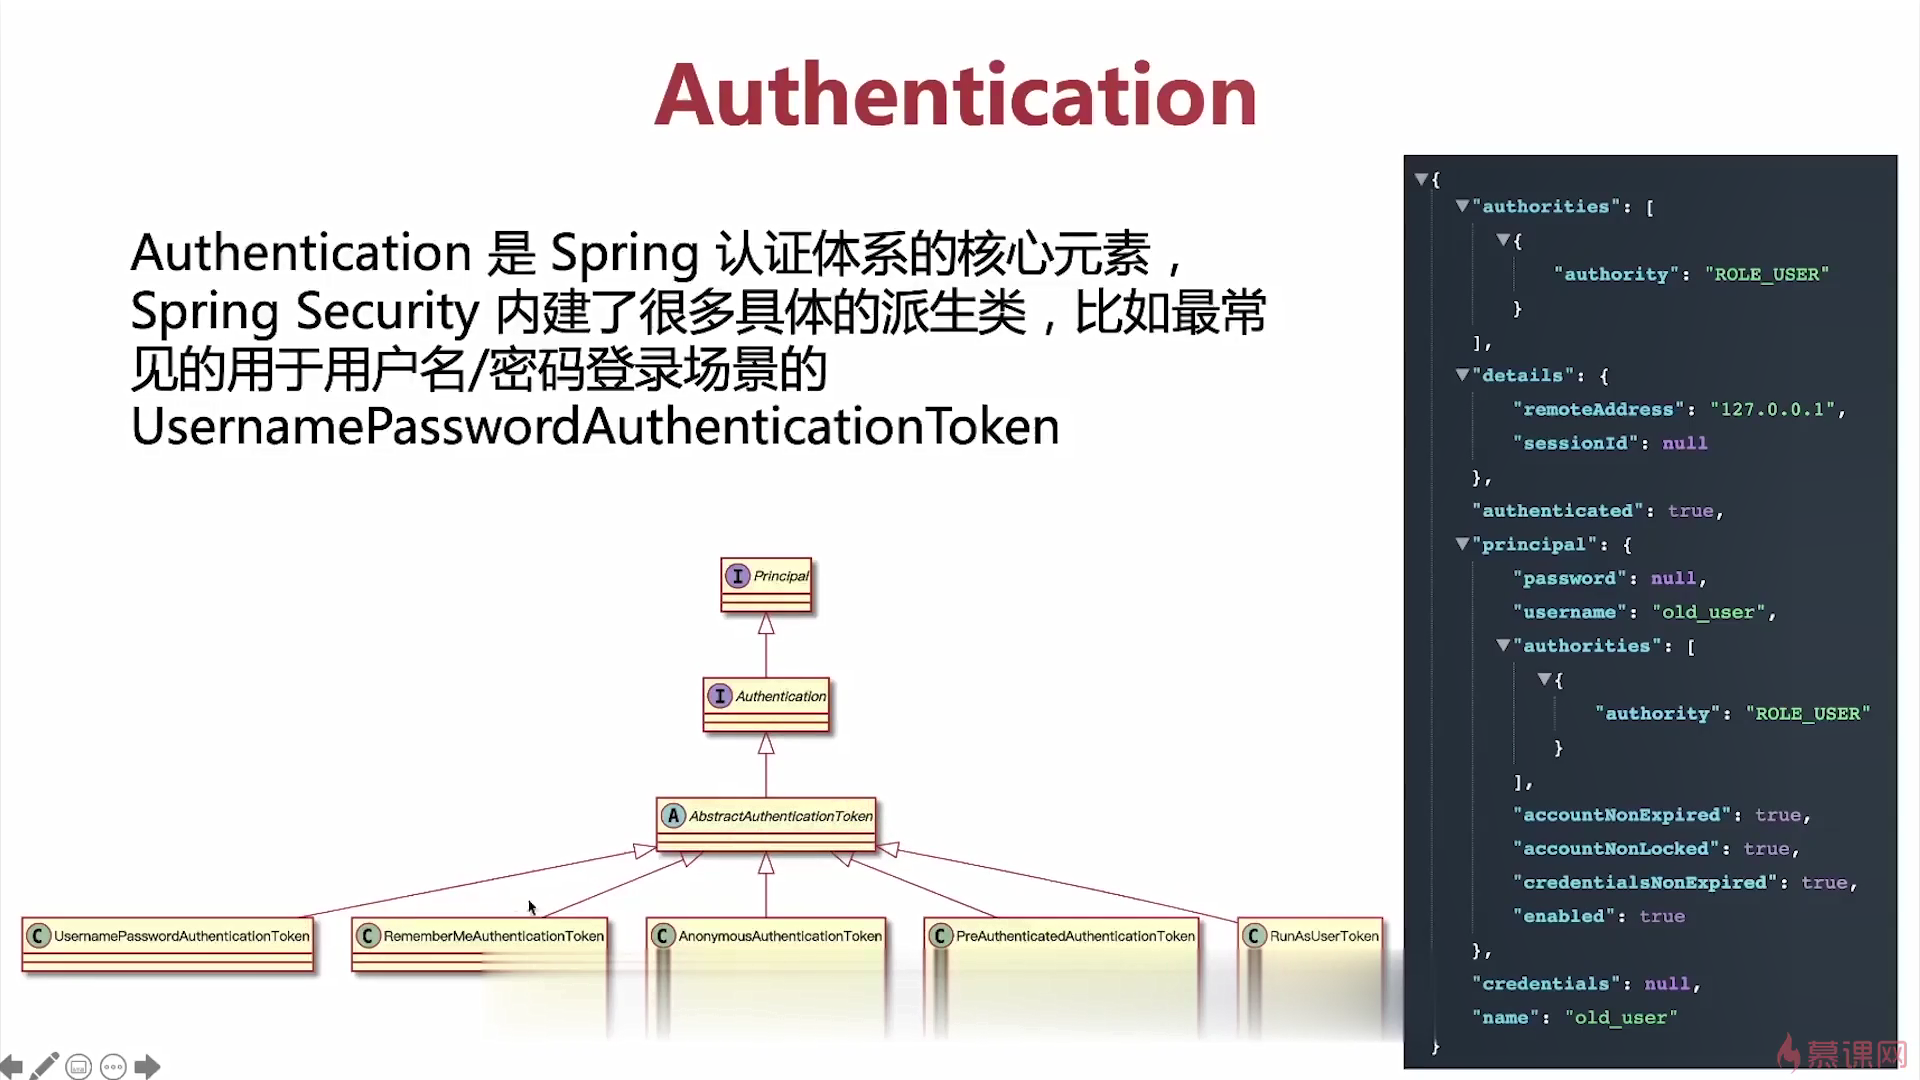 Authentication
Authentication 是 Spring 认证体系的核心元素，
Spring Security 内建了很多具体的派生类，比如最常
见的用于用户名/密码登录场景的
UsernamePasswordAuthenticationToken
I Principal
I Authentication
A AbstractAuthenticationToken
C UsernamePasswordAuthenticationToken
C RememberMeAuthenticationToken
C AnonymousAuthenticationToken
C PreAuthenticatedAuthenticationToken
C RunAsUserToken
{
"authorities": [
{
"authority": "ROLE_USER"
}
],
"details": {
"remoteAddress": "127.0.0.1",
"sessionId": null
},
"authenticated": true,
"principal": {
"password": null,
"username": "old_user",
"authorities": [
{
"authority": "ROLE_USER"
}
],
"accountNonExpired": true,
"accountNonLocked": true,
"credentialsNonExpired": true,
"enabled": true
},
"credentials": null,
"name": "old_user"
}
慕课网